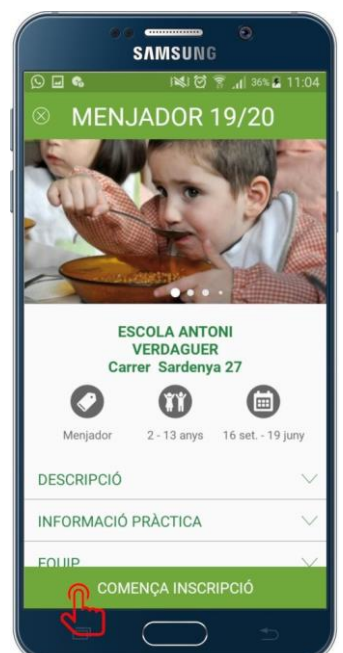 SAMSUNG
36% 11:04
MENJADOR 19/20
ESCOLA ANTONI
VERDAGUER
Carrer Sardenya 27
Menjador 2 - 13 anys 16 set. - 19 juny
DESCRIPCIÓ
INFORMACIÓ PRÀCTICA
EQUIP
COMENÇA INSCRIPCIÓ